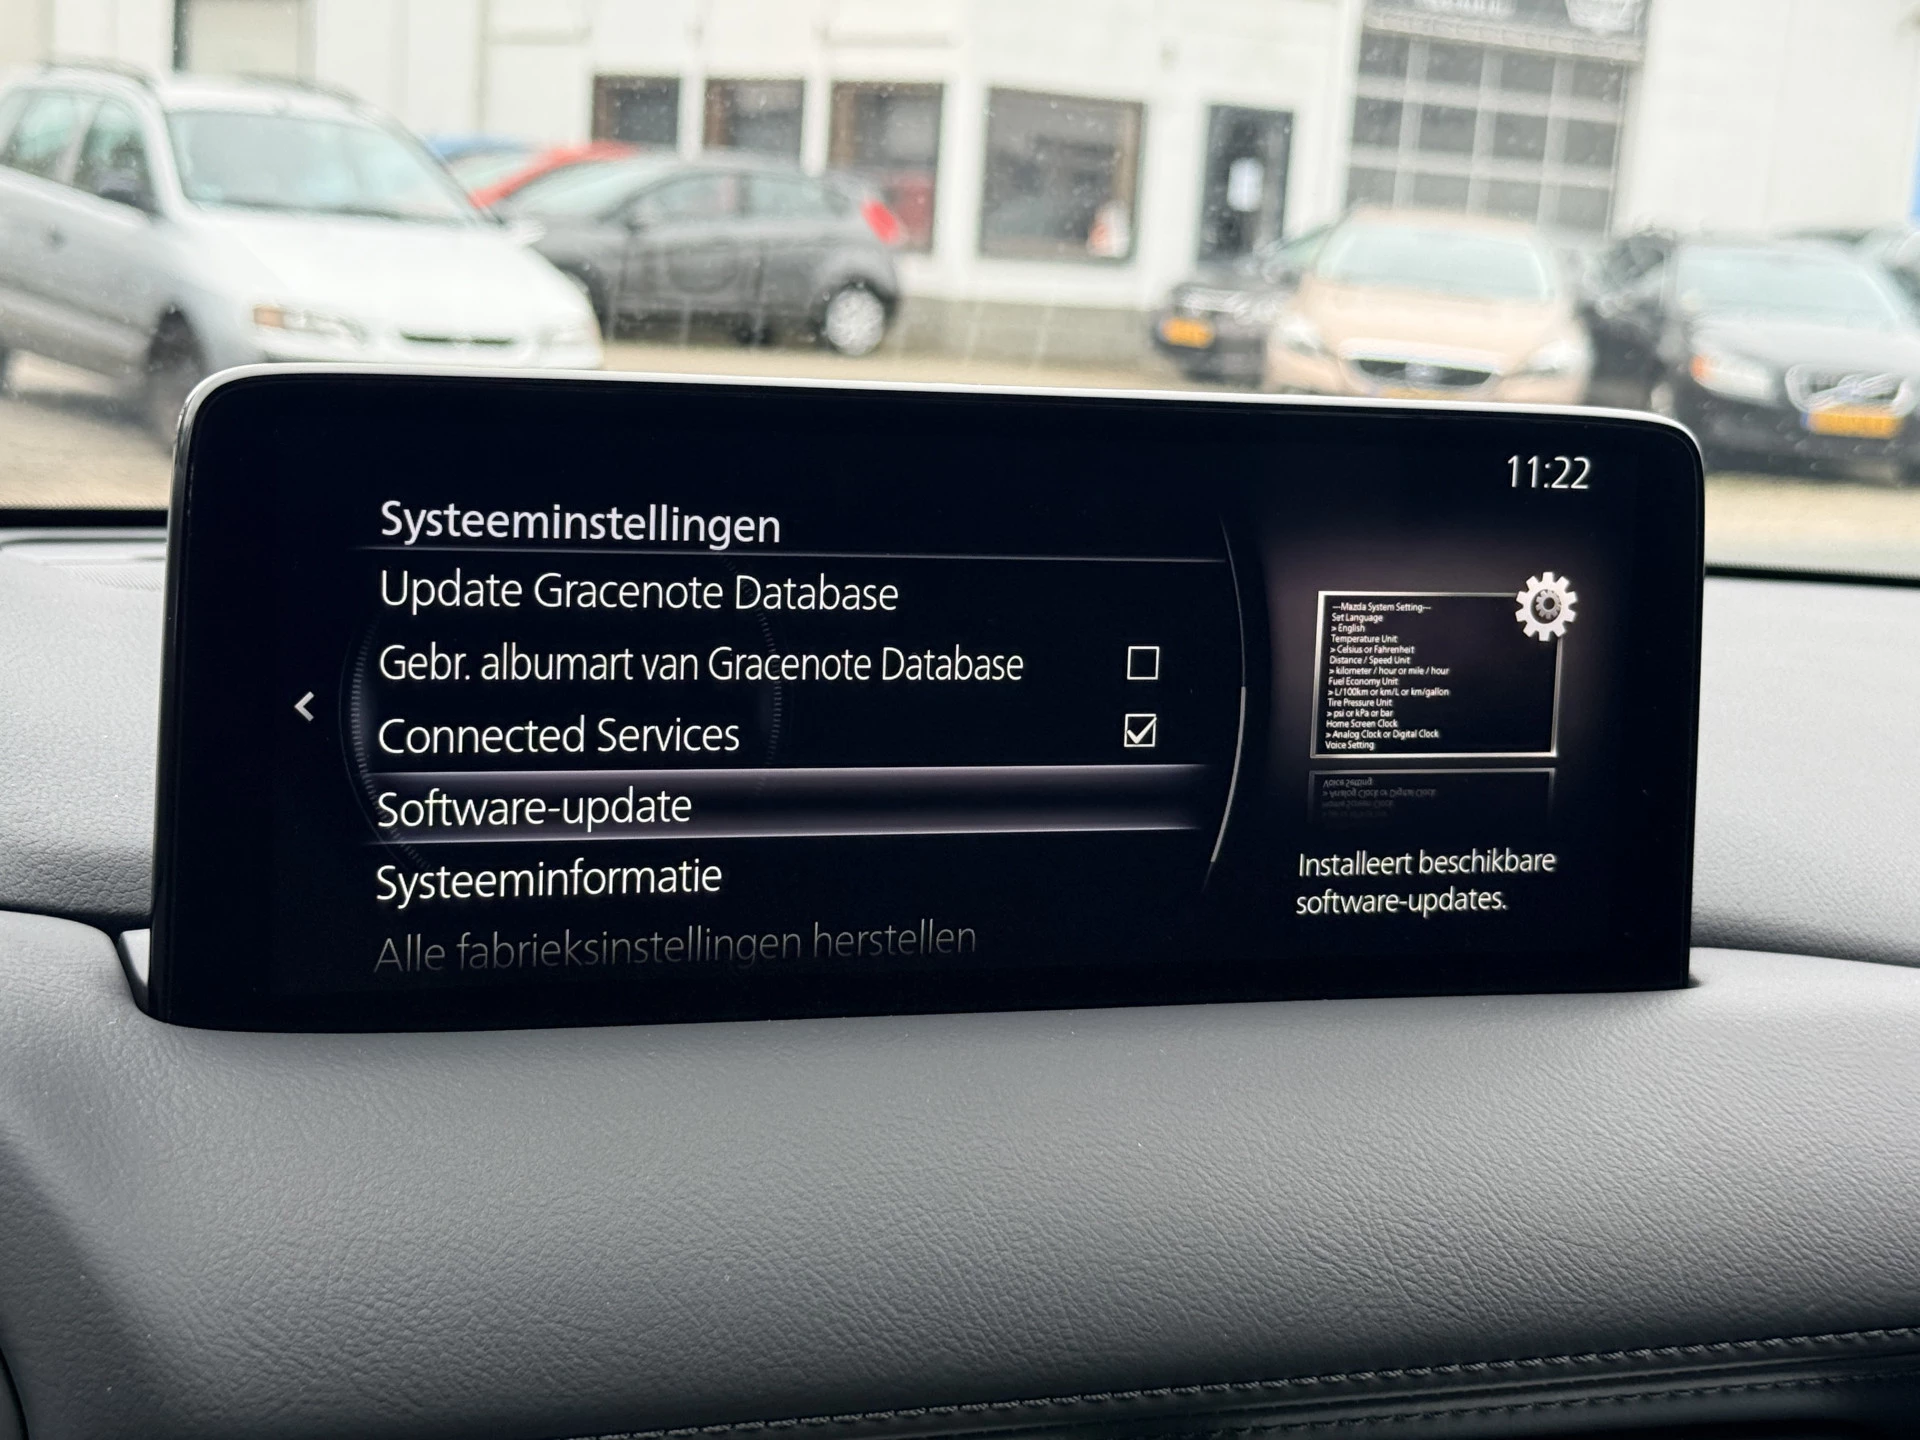 11:22
Systeeminstellingen
Update Gracenote Database
Gebr. albumart van Gracenote Database
Connected Services
Software-update
Systeeminformatie
Alle fabrieksinstellingen herstellen
---Mazda System Setting---
Set Language
> English
Temperature Unit
> Celsius or Fahrenheit
Distance / Speed Unit
> kilometer / hour or mile / hour
Fuel Economy Unit
> L/100km or km/L or km/gallon
Tire Pressure Unit
> psi or kPa or bar
Home Screen Clock
> Analog Clock or Digital Clock
Voice Setting
Installeert beschikbare
software-updates.